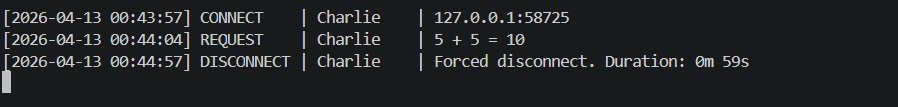 [2026-04-13 00:43:57] CONNECT    | Charlie    | 127.0.0.1:58725
[2026-04-13 00:44:04] REQUEST    | Charlie    | 5 + 5 = 10
[2026-04-13 00:44:57] DISCONNECT | Charlie    | Forced disconnect. Duration: 0m 59s